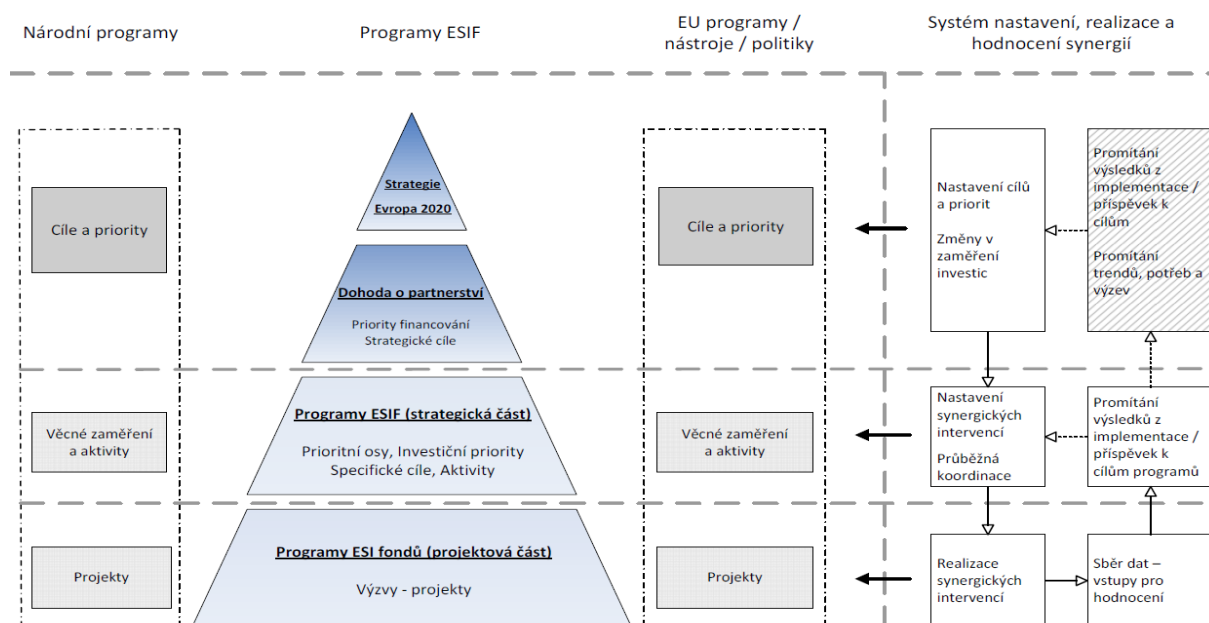 Národní programy
Programy ESIF
EU programy /
nástroje / politiky
Systém nastavení, realizace a
hodnocení synergií
Cíle a priority
Strategie
Evropa 2020
Dohoda o partnerství
Priority financování
Strategické cíle
Cíle a priority
Nastavení cílů
a priorit
Změny v
zaměření
investic
Promítání
výsledků z
implementace /
příspěvek k
cílům
Promítání
trendů, potřeb a
výzev
Věcné zaměření
a aktivity
Programy ESIF (strategická část)
Prioritní osy, Investiční priority
Specifické cíle, Aktivity
Věcné zaměření
a aktivity
Nastavení
synergických
intervencí
Průběžná
koordinace
Promítání
výsledků z
implementace /
příspěvek k
cílům programů
Projekty
Programy ESI fondů (projektová část)
Výzvy - projekty
Projekty
Realizace
synergických
intervencí
Sběr dat –
vstupy pro
hodnocení